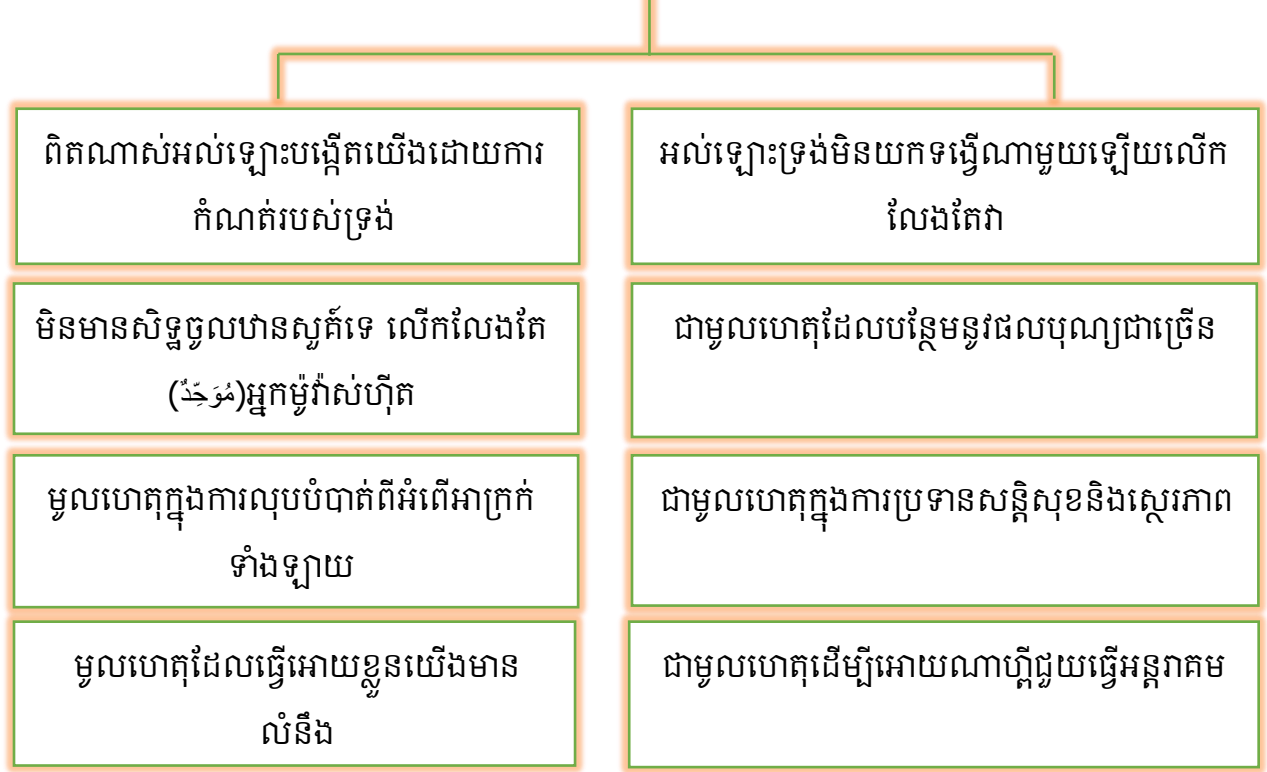 ពិតណាស់អល់ឡោះបង្កើតយើងដោយការ
កំណត់របស់ទ្រង់
អល់ឡោះទ្រង់មិនយកទង្វើណាមួយឡើយលើក
លែងតែវា
មិនមានសិទ្ឋចូលឋានសួគ៍ទេ លើកលែងតែ
(مُوَحِّدٌ)អ្នកម៉ូវ៉ាស់ហ៊ីត
ជាមូលហេតុដែលបន្ថែមនូវផលបុណ្យជាច្រើន
មូលហេតុក្នុងការលុបបំបាត់ពីអំពើអាក្រក់
ទាំងឡាយ
ជាមូលហេតុក្នុងការប្រទានសន្តិសុខនិងស្ថេរភាព
មូលហេតុដែលធ្វើអោយខ្លួនយើងមាន
លំនឹង
ជាមូលហេតុដើម្បីអោយណាហ្ពីជួយធ្វើអន្តរាគម